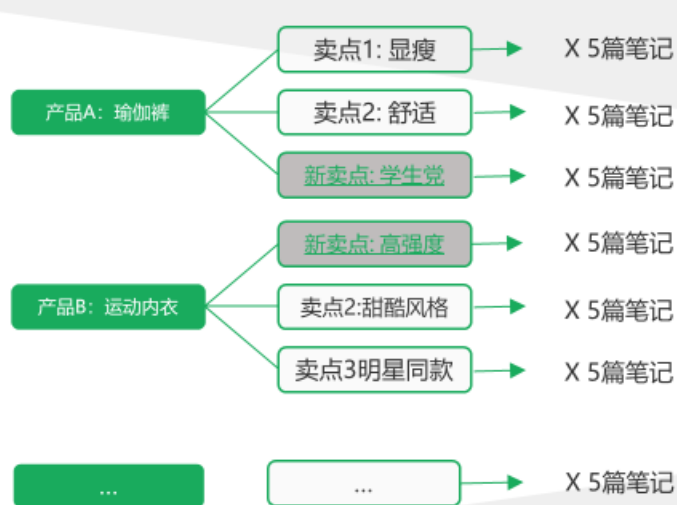 卖点1: 显瘦
X 5篇笔记
产品A：瑜伽裤
卖点2: 舒适
X 5篇笔记
新卖点: 学生党
X 5篇笔记
新卖点: 高强度
X 5篇笔记
产品B：运动内衣
卖点2:甜酷风格
X 5篇笔记
卖点3明星同款
X 5篇笔记
...
...
X 5篇笔记